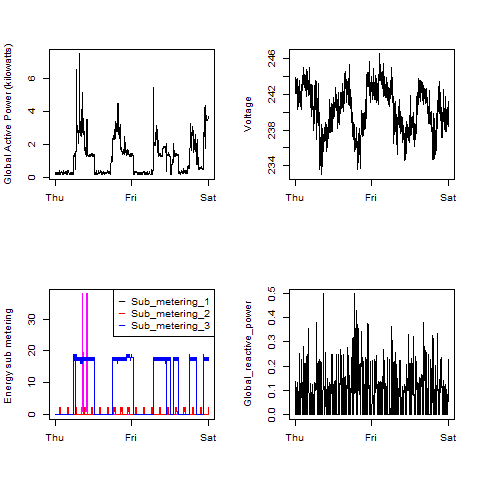 Global Active Power (kilowatts)
0 2 4 6
Thu Fri Sat
Voltage
234 238 242 246
Thu Fri Sat
Energy sub metering
0 10 20 30
Thu Fri Sat
Sub_metering_1
Sub_metering_2
Sub_metering_3
Global_reactive_power
0.0 0.1 0.2 0.3 0.4 0.5
Thu Fri Sat